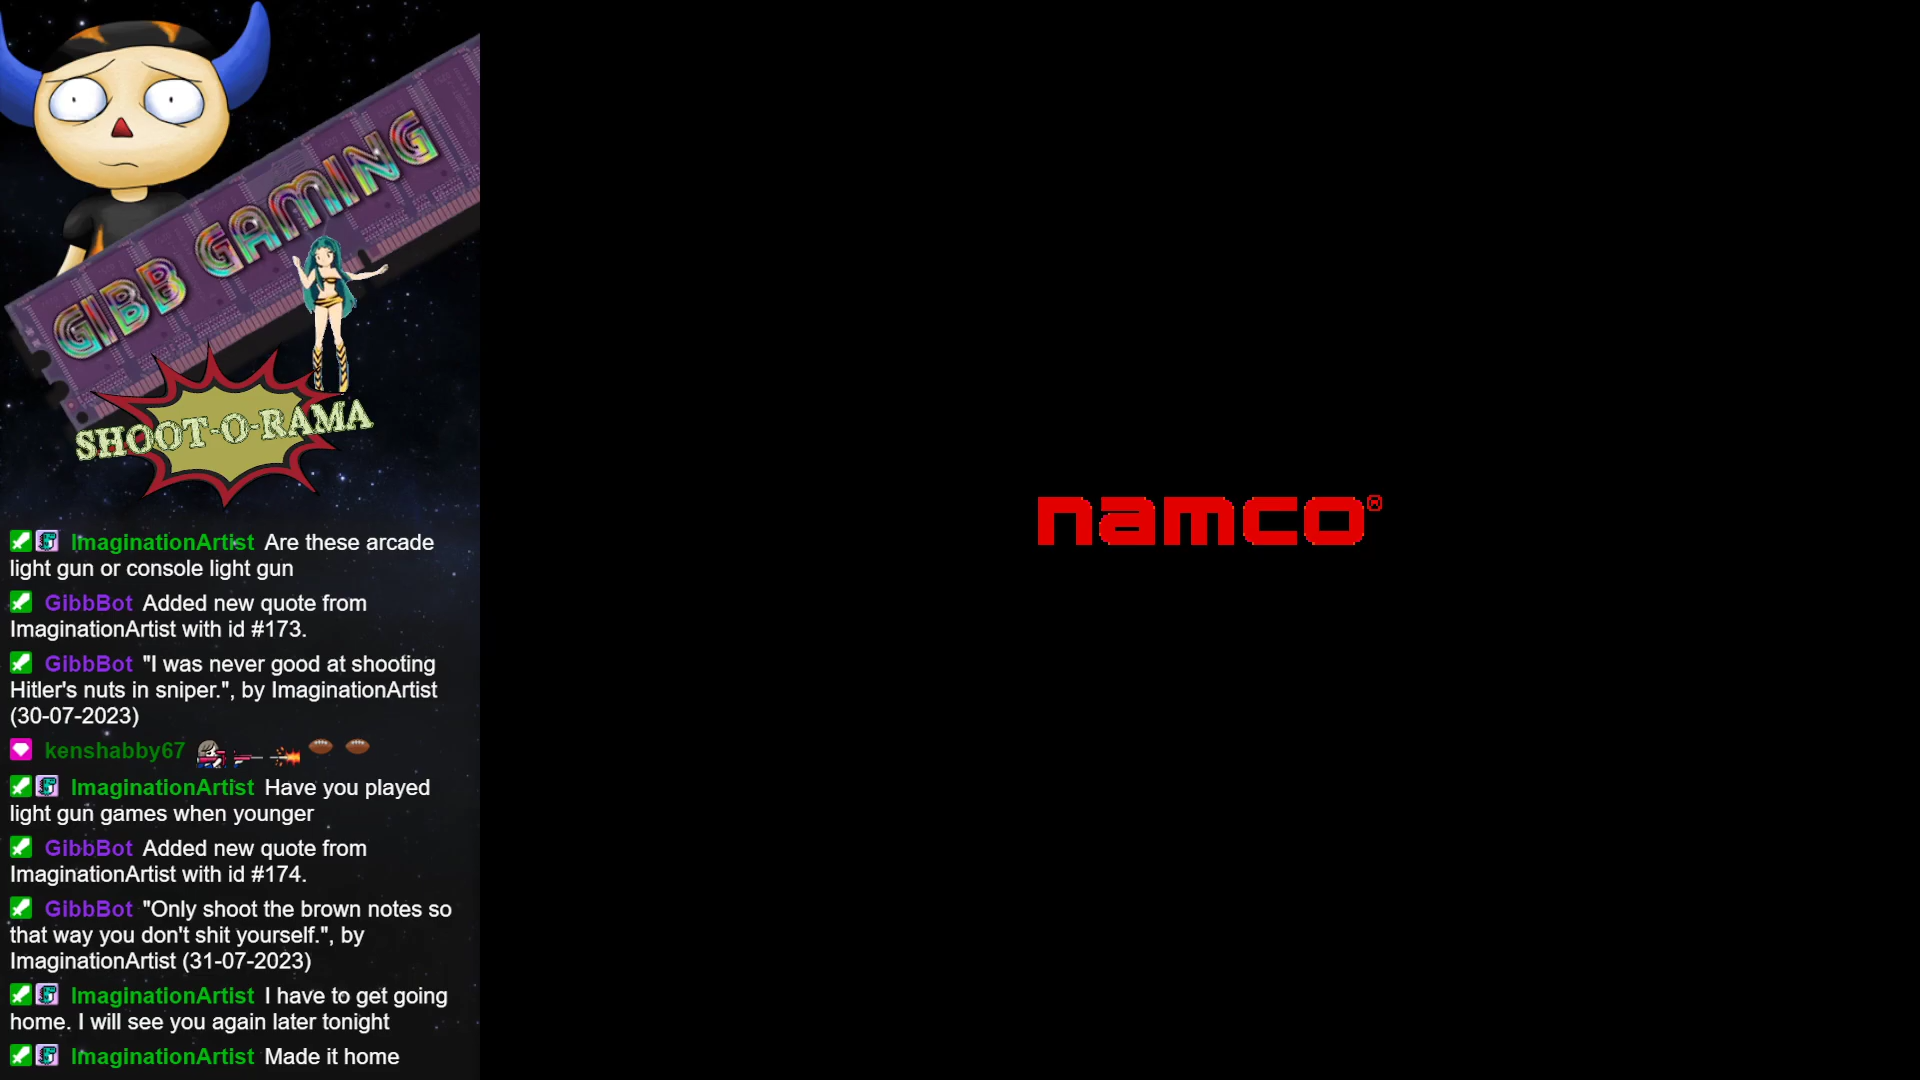 GIBB GAMING
SHOOT-O-RAMA
namco®
ImaginationArtist Are these arcade
light gun or console light gun
GibbBot Added new quote from
ImaginationArtist with id #173.
GibbBot "I was never good at shooting
Hitler's nuts in sniper.", by ImaginationArtist
(30-07-2023)
kenshabby67
ImaginationArtist Have you played
light gun games when younger
GibbBot Added new quote from
ImaginationArtist with id #174.
GibbBot "Only shoot the brown notes so
that way you don't shit yourself.", by
ImaginationArtist (31-07-2023)
ImaginationArtist I have to get going
home. I will see you again later tonight
ImaginationArtist Made it home